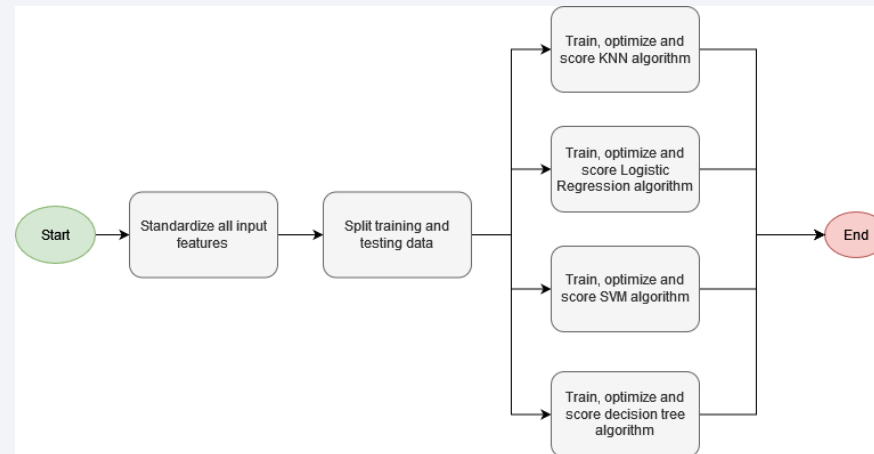 Start
Standardize all input
features
Split training and
testing data
Train, optimize and
score KNN algorithm
Train, optimize and
score Logistic
Regression algorithm
Train, optimize and
score SVM algorithm
Train, optimize and
score decision tree
algorithm
End